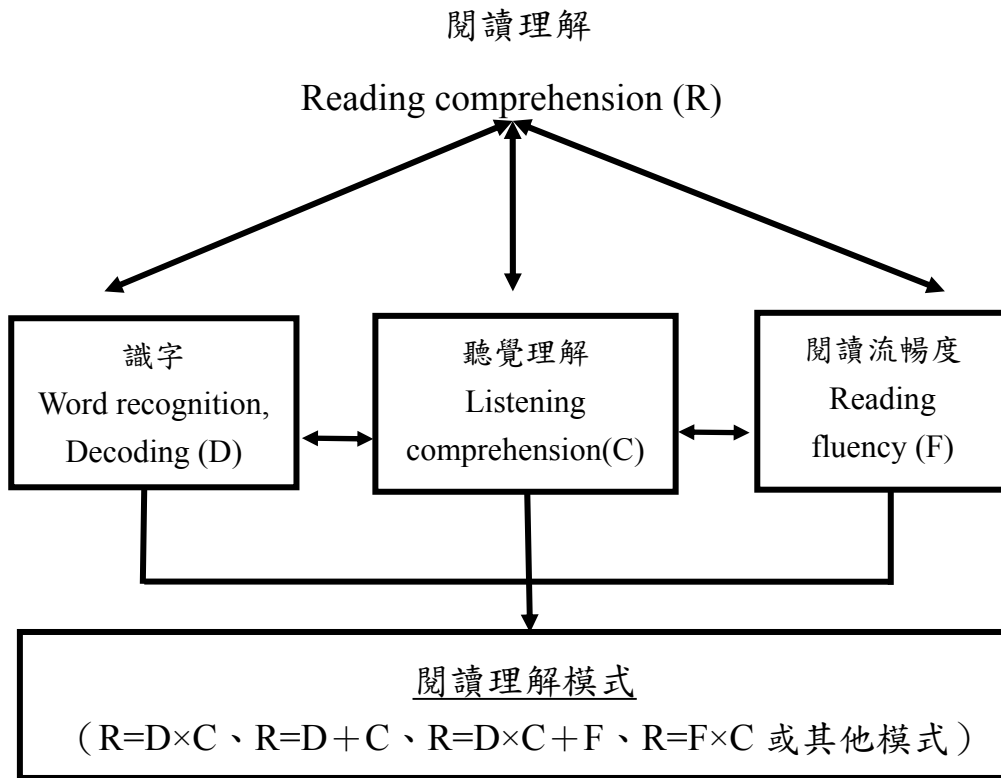 閱讀理解
Reading comprehension (R)
識字
Word recognition,
Decoding (D)
聽覺理解
Listening
comprehension(C)
閱讀流暢度
Reading
fluency (F)
閱讀理解模式
（R=D×C、R=D＋C、R=D×C＋F、R=F×C 或其他模式）